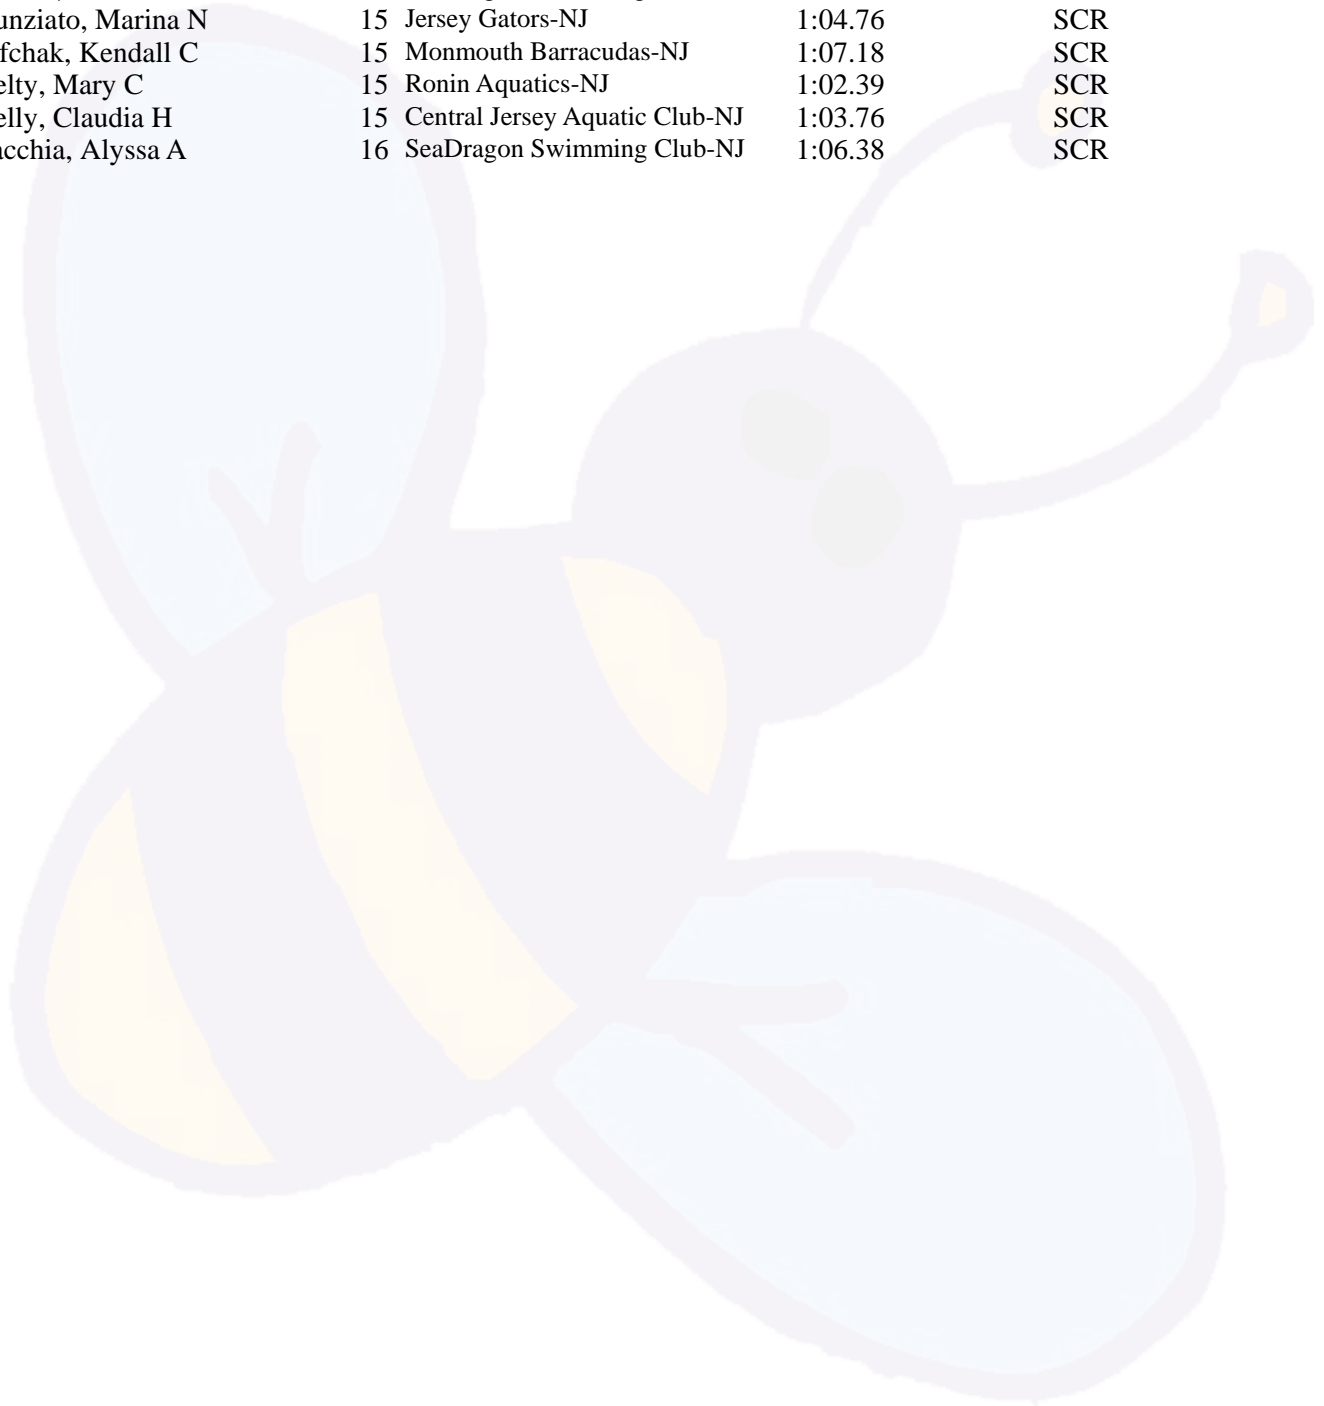 unziato, Marina N 15 Jersey Gators-NJ 1:04.76 SCR
fchak, Kendall C 15 Monmouth Barracudas-NJ 1:07.18 SCR
elty, Mary C 15 Ronin Aquatics-NJ 1:02.39 SCR
elly, Claudia H 15 Central Jersey Aquatic Club-NJ 1:03.76 SCR
acchia, Alyssa A 16 SeaDragon Swimming Club-NJ 1:06.38 SCR